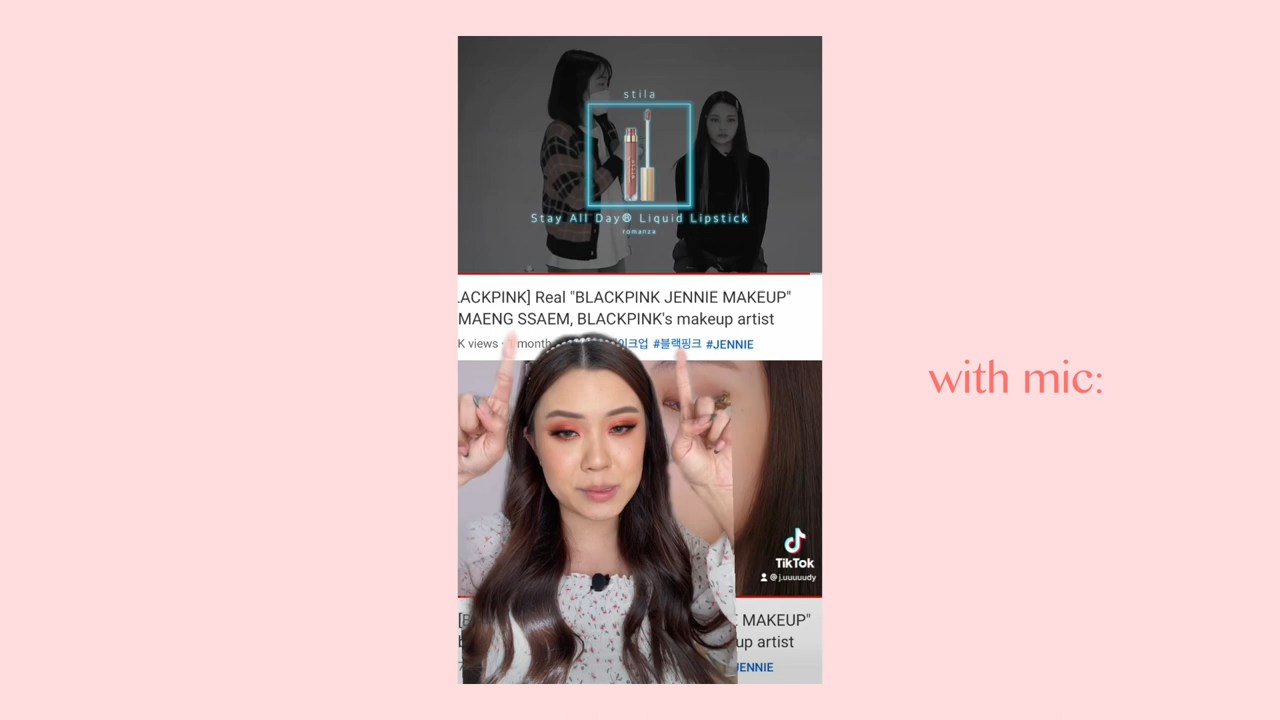 stila
Stay All Day® Liquid Lipstick
romanza
ACKPINK] Real "BLACKPINK JENNIE MAKEUP"
MAENG SSAEM, BLACKPINK's makeup artist
K views · 1 month 이크업 #블랙핑크 #JENNIE
with mic:
TikTok
@j.uuuuudy
MAKEUP"
up artist
JENNIE